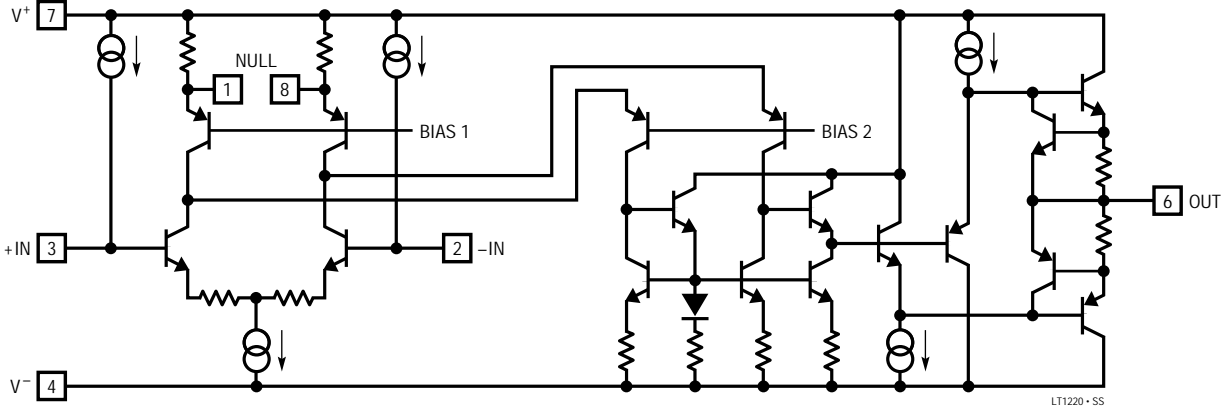 V+ 7
NULL
1 8
BIAS 1
BIAS 2
6 OUT
+IN 3
2 –IN
V– 4
LT1220 • SS